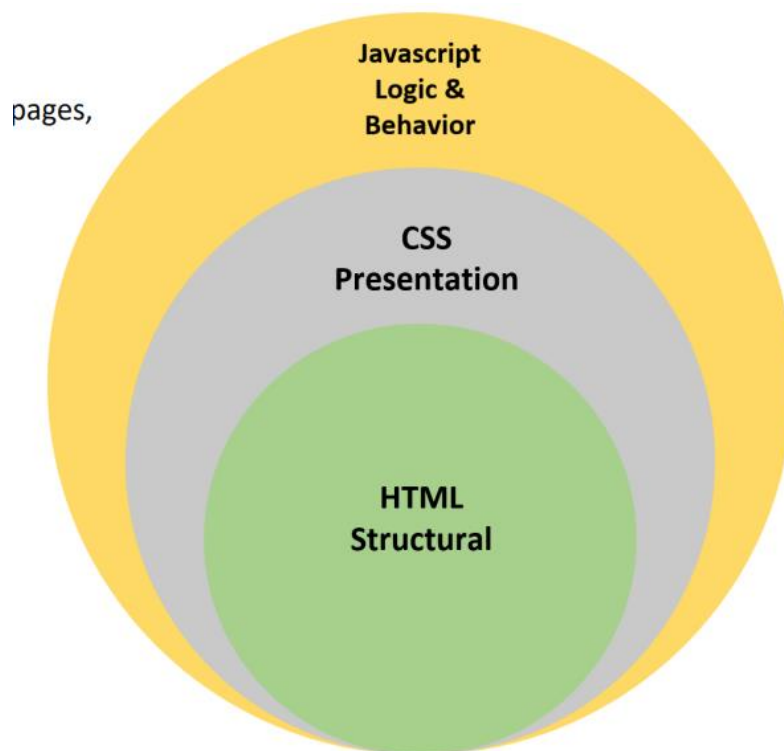 Javascript
Logic &
Behavior
pages,
CSS
Presentation
HTML
Structural